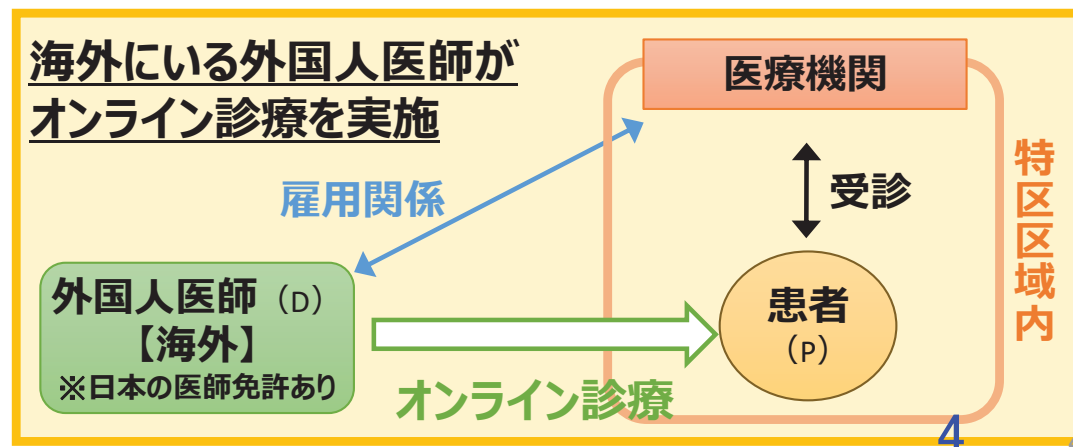 海外にいる外国人医師が
オンライン診療を実施
医療機関
特区区域内
受診
雇用関係
外国人医師（D）
【海外】
※日本の医師免許あり
患者
（P）
オンライン診療
4